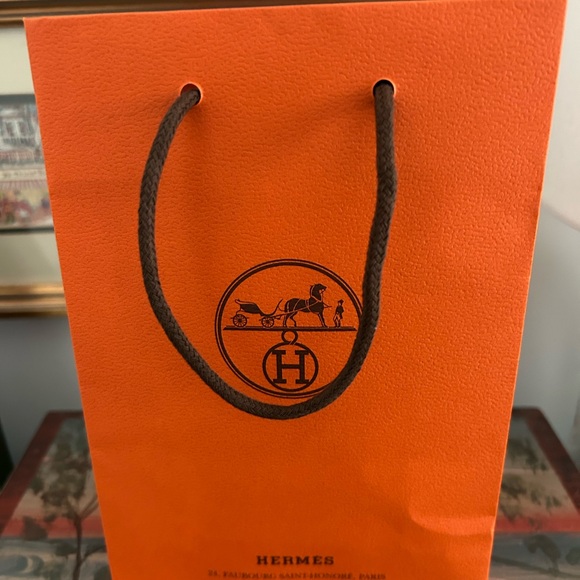 H
HERMES
24, FAUBOURG SAINT-HONORÉ, PARIS